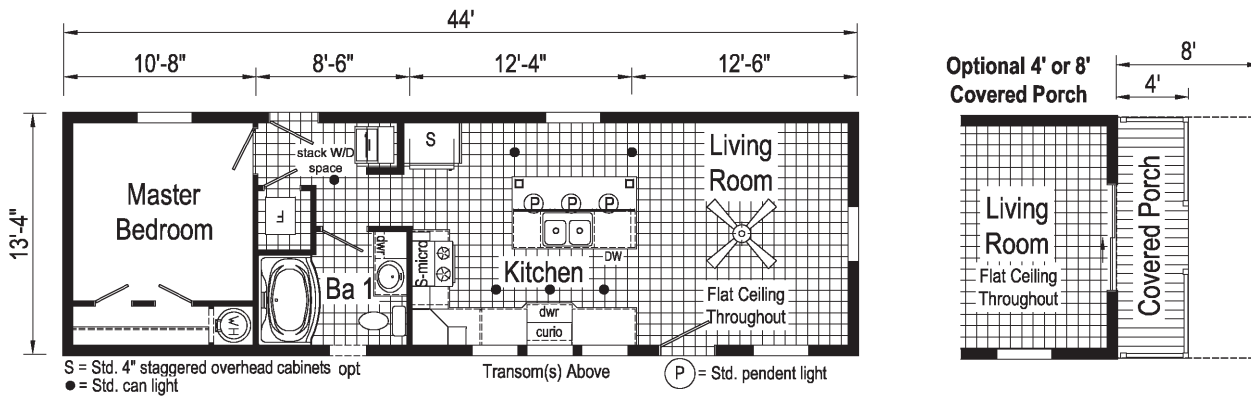 44'
10'-8"
8'-6"
12'-4"
12'-6"
13'-4"
Master
Bedroom
stack W/D
space
F
S
Living
Room
P P P
DW
dwr
S-micro
Kitchen
Ba 1
WH
dwr
curio
Flat Ceiling
Throughout
S = Std. 4" staggered overhead cabinets opt
● = Std. can light
Transom(s) Above
P = Std. pendent light
Optional 4' or 8'
Covered Porch
8'
4'
Living
Room
Flat Ceiling
Throughout
Covered Porch